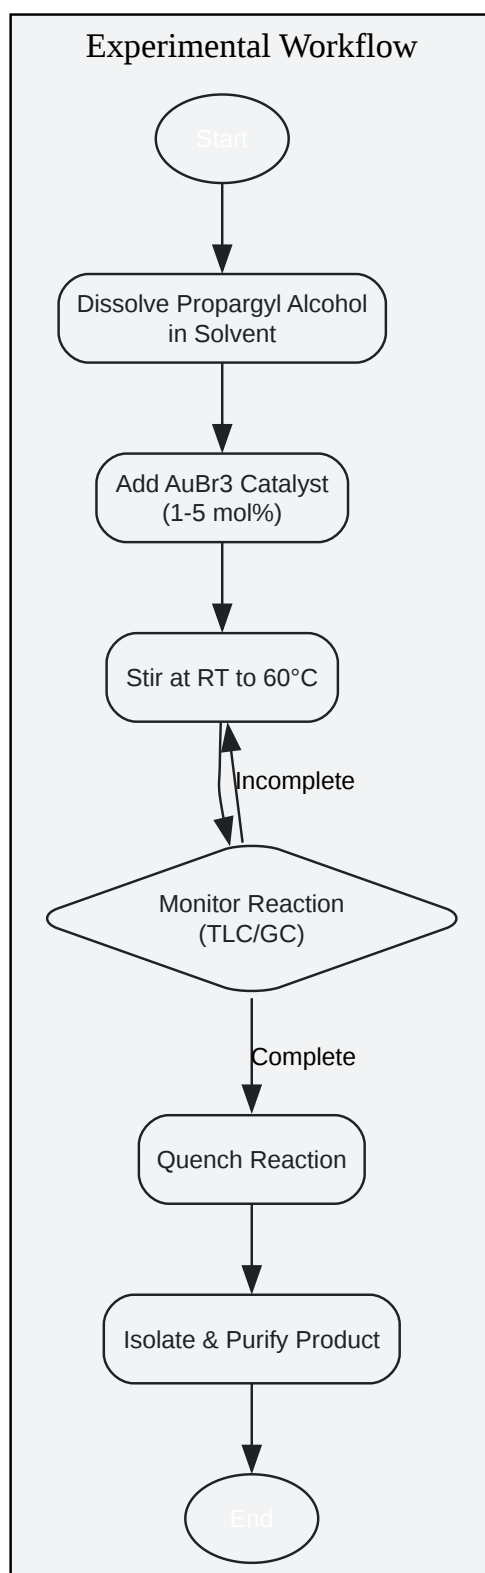 Experimental Workflow
Start
Dissolve Propargyl Alcohol
in Solvent
Add AuBr3 Catalyst
(1-5 mol%)
Stir at RT to 60°C
Incomplete
Monitor Reaction
(TLC/GC)
Complete
Quench Reaction
Isolate & Purify Product
End